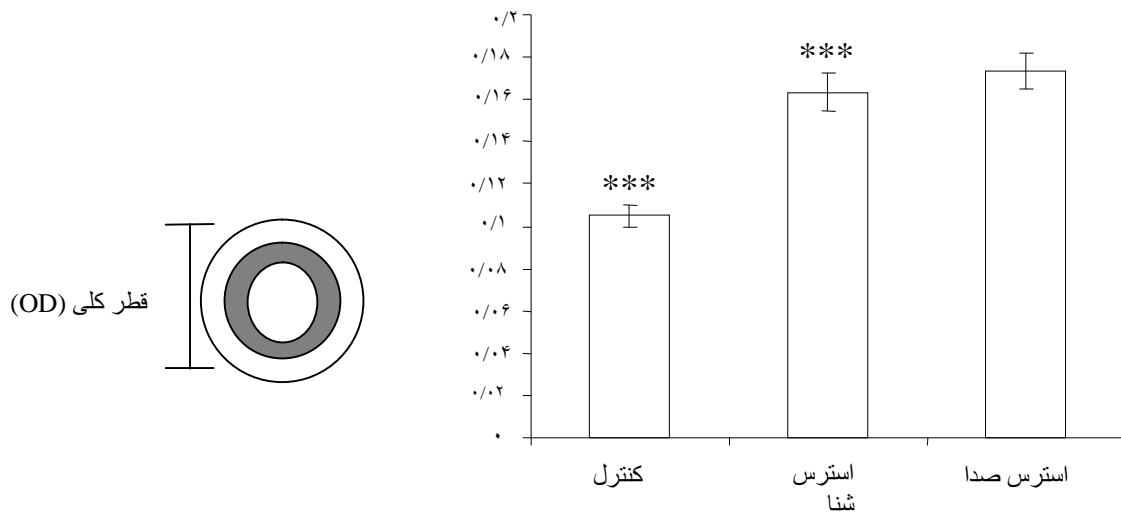 ۰/۲
۰/۱۸
۰/۱۶
۰/۱۴
۰/۱۲
۰/۱
۰/۰۸
۰/۰۶
۰/۰۴
۰/۰۲
۰
***
***
کنترل
استرس
شنا
استرس صدا
قطر کلی (OD)